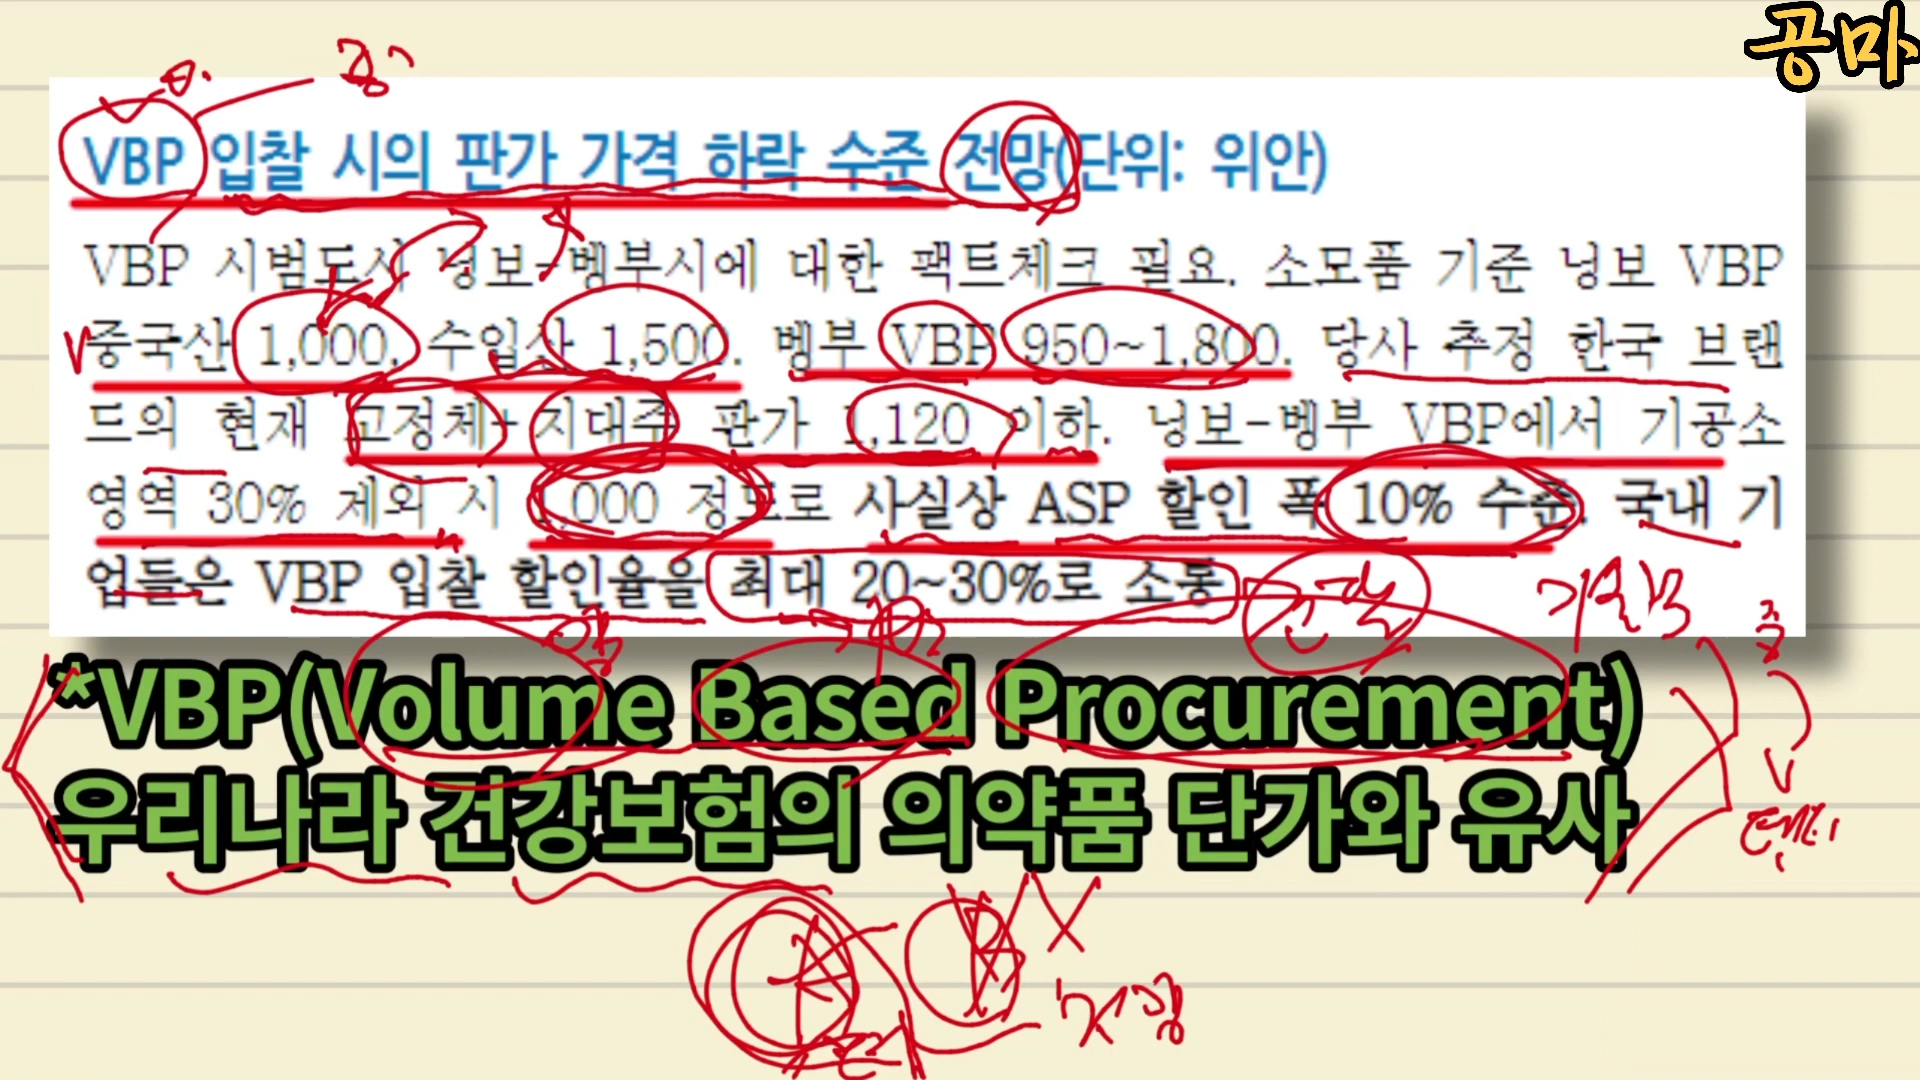 공마
VBP 입찰 시의 판가 가격 하락 수준 전망(단위: 위안)
VBP 시범도시 닝보-벵부시에 대한 팩트체크 필요. 소모품 기준 닝보 VBP
중국산 1,000, 수입산 1,500. 벵부 VBP 950~1,800. 당사 추정 한국 브랜
드의 현재 고정체+지대주 판가 1,120 이하. 닝보-벵부 VBP에서 기공소
영역 30% 제외 시 1,000 정도로 사실상 ASP 할인 폭 10% 수준. 국내 기
업들은 VBP 입찰 할인율을 최대 20~30%로 소통
*VBP(Volume Based Procurement)
우리나라 건강보험의 의약품 단가와 유사